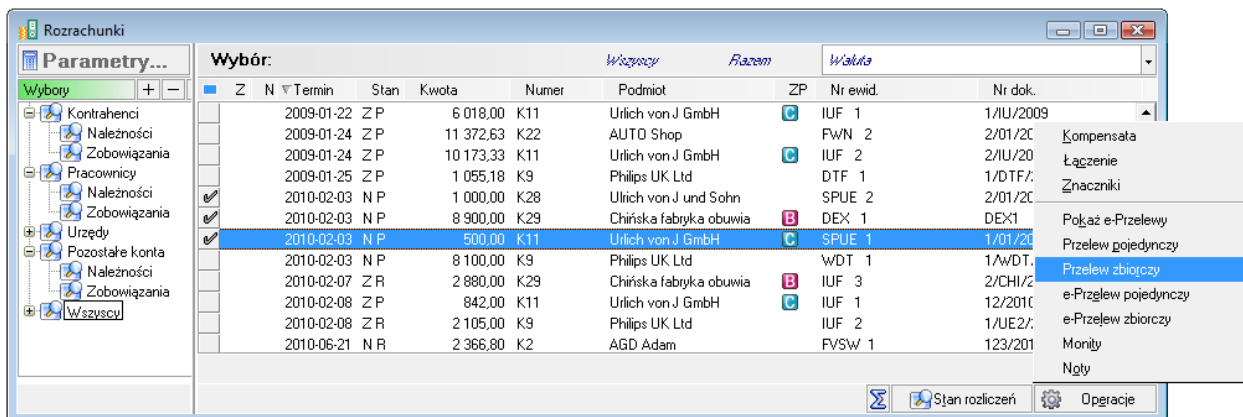 Rozrachunki
Parametry... Wybór: Wszyscy Razem Waluta
Wybory Z N Termin Stan Kwota Numer Podmiot ZP Nr ewid. Nr dok.
Kontrahenci
Należności
Zobowiązania
Pracownicy
Należności
Zobowiązania
Urzędy
Pozostałe konta
Należności
Zobowiązania
Wszyscy
2009-01-22 Z P 6 018,00 K11 Urlich von J GmbH C IUF 1 1/IU/2009
2009-01-24 Z P 11 372,63 K22 AUTO Shop FWN 2 2/01/20
2009-01-24 Z P 10 173,33 K11 Urlich von J GmbH C IUF 2 2/IU/20
2009-01-25 Z P 1 055,18 K9 Philips UK Ltd DTF 1 1/DTF/
2010-02-03 N P 1 000,00 K28 Ulrich von J und Sohn SPUE 2 2/01/20
2010-02-03 N P 8 900,00 K29 Chińska fabryka obuwia B DEX 1 DEX1
2010-02-03 N P 500,00 K11 Urlich von J GmbH C SPUE 1 1/01/20
2010-02-03 N P 8 100,00 K9 Philips UK Ltd WDT 1 1/WDT
2010-02-07 Z R 2 880,00 K29 Chińska fabryka obuwia B IUF 3 2/CHI/2
2010-02-08 Z P 842,00 K11 Urlich von J GmbH C IUF 1 12/2010
2010-02-08 Z R 2 105,00 K9 Philips UK Ltd IUF 2 1/UE2/
2010-06-21 N R 2 366,80 K2 AGD Adam FVSW 1 123/201
Kompensata
Łączenie
Znaczniki
Pokaż e-Przelewy
Przelew pojedynczy
Przelew zbiorczy
e-Przelew pojedynczy
e-Przelew zbiorczy
Monity
Noty
Σ Stan rozliczeń Operacje